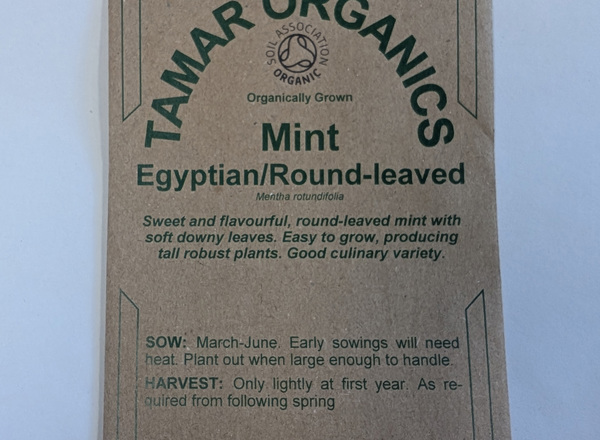 TAMAR ORGANICS
SOIL ASSOCIATION
ORGANIC
Organically Grown
Mint
Egyptian/Round-leaved
Mentha rotundifolia
Sweet and flavourful, round-leaved mint with
soft downy leaves. Easy to grow, producing
tall robust plants. Good culinary variety.
SOW: March-June. Early sowings will need
heat. Plant out when large enough to handle.
HARVEST: Only lightly at first year. As re-
quired from following spring